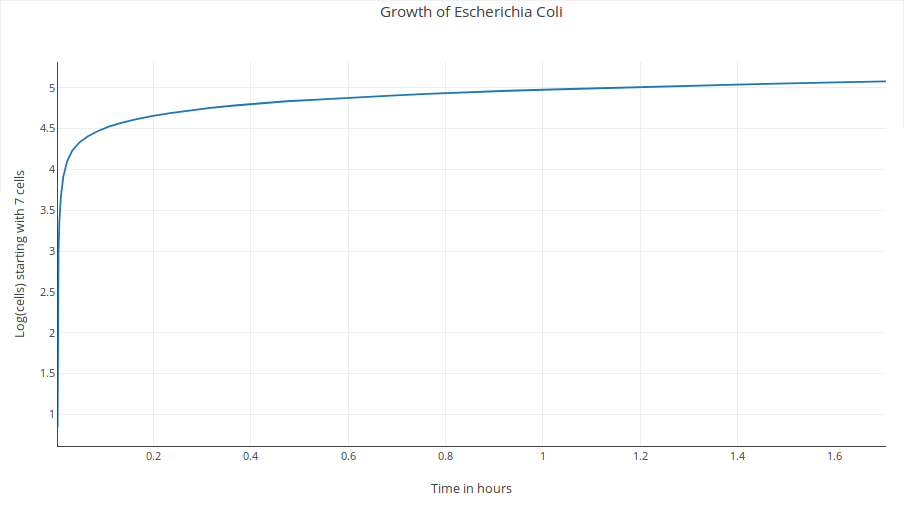 Growth of Escherichia Coli
Log(cells) starting with 7 cells
5
4.5
4
3.5
3
2.5
2
1.5
1
0.2 0.4 0.6 0.8 1 1.2 1.4 1.6
Time in hours